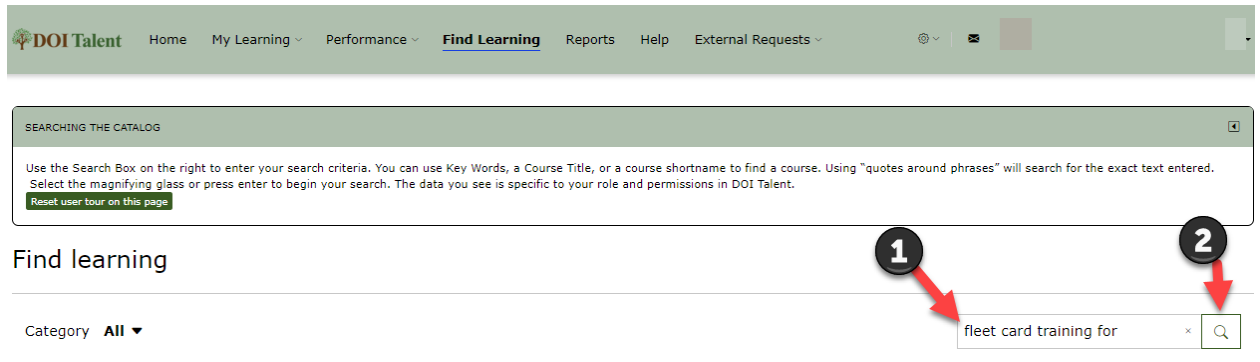 DOI Talent Home My Learning Performance Find Learning Reports Help External Requests
SEARCHING THE CATALOG
Use the Search Box on the right to enter your search criteria. You can use Key Words, a Course Title, or a course shortname to find a course. Using “quotes around phrases” will search for the exact text entered.
Select the magnifying glass or press enter to begin your search. The data you see is specific to your role and permissions in DOI Talent.
Reset user tour on this page
Find learning
1
2
Category All
fleet card training for ×